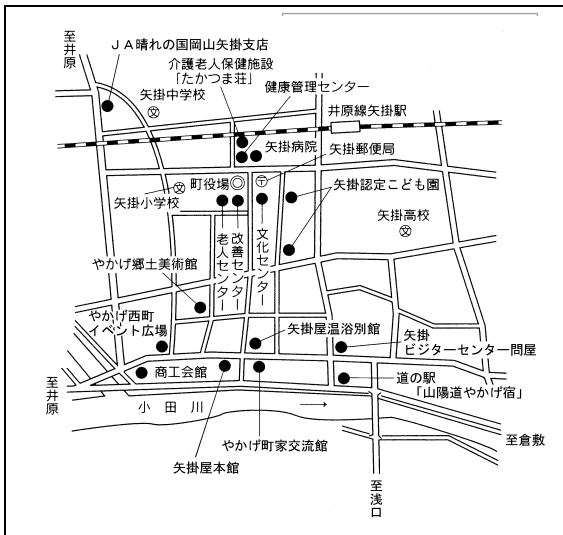 至井原
ＪＡ晴れの国岡山矢掛支店
介護老人保健施設
「たかつま荘」
健康管理センター
矢掛中学校
文
井原線矢掛駅
矢掛病院
矢掛郵便局
〒
町役場
文
矢掛小学校
矢掛認定こども園
矢掛高校
文
老人センター
改善センター
文化センター
やかげ郷土美術館
やかげ西町
イベント広場
矢掛屋温浴別館
矢掛
ビジターセンター問屋
至井原
商工会館
道の駅
「山陽道やかげ宿」
小田川
→
至倉敷
やかげ町家交流館
矢掛屋本館
至浅口